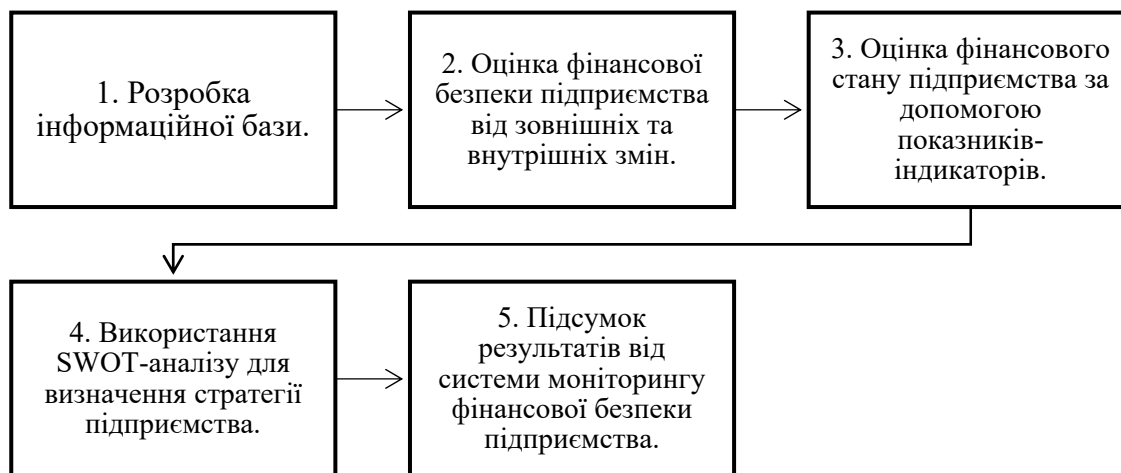 1. Розробка
інформаційної бази.
2. Оцінка фінансової
безпеки підприємства
від зовнішніх та
внутрішніх змін.
3. Оцінка фінансового
стану підприємства за
допомогою
показників-
індикаторів.
4. Використання
SWOT-аналізу для
визначення стратегії
підприємства.
5. Підсумок
результатів від
системи моніторингу
фінансової безпеки
підприємства.